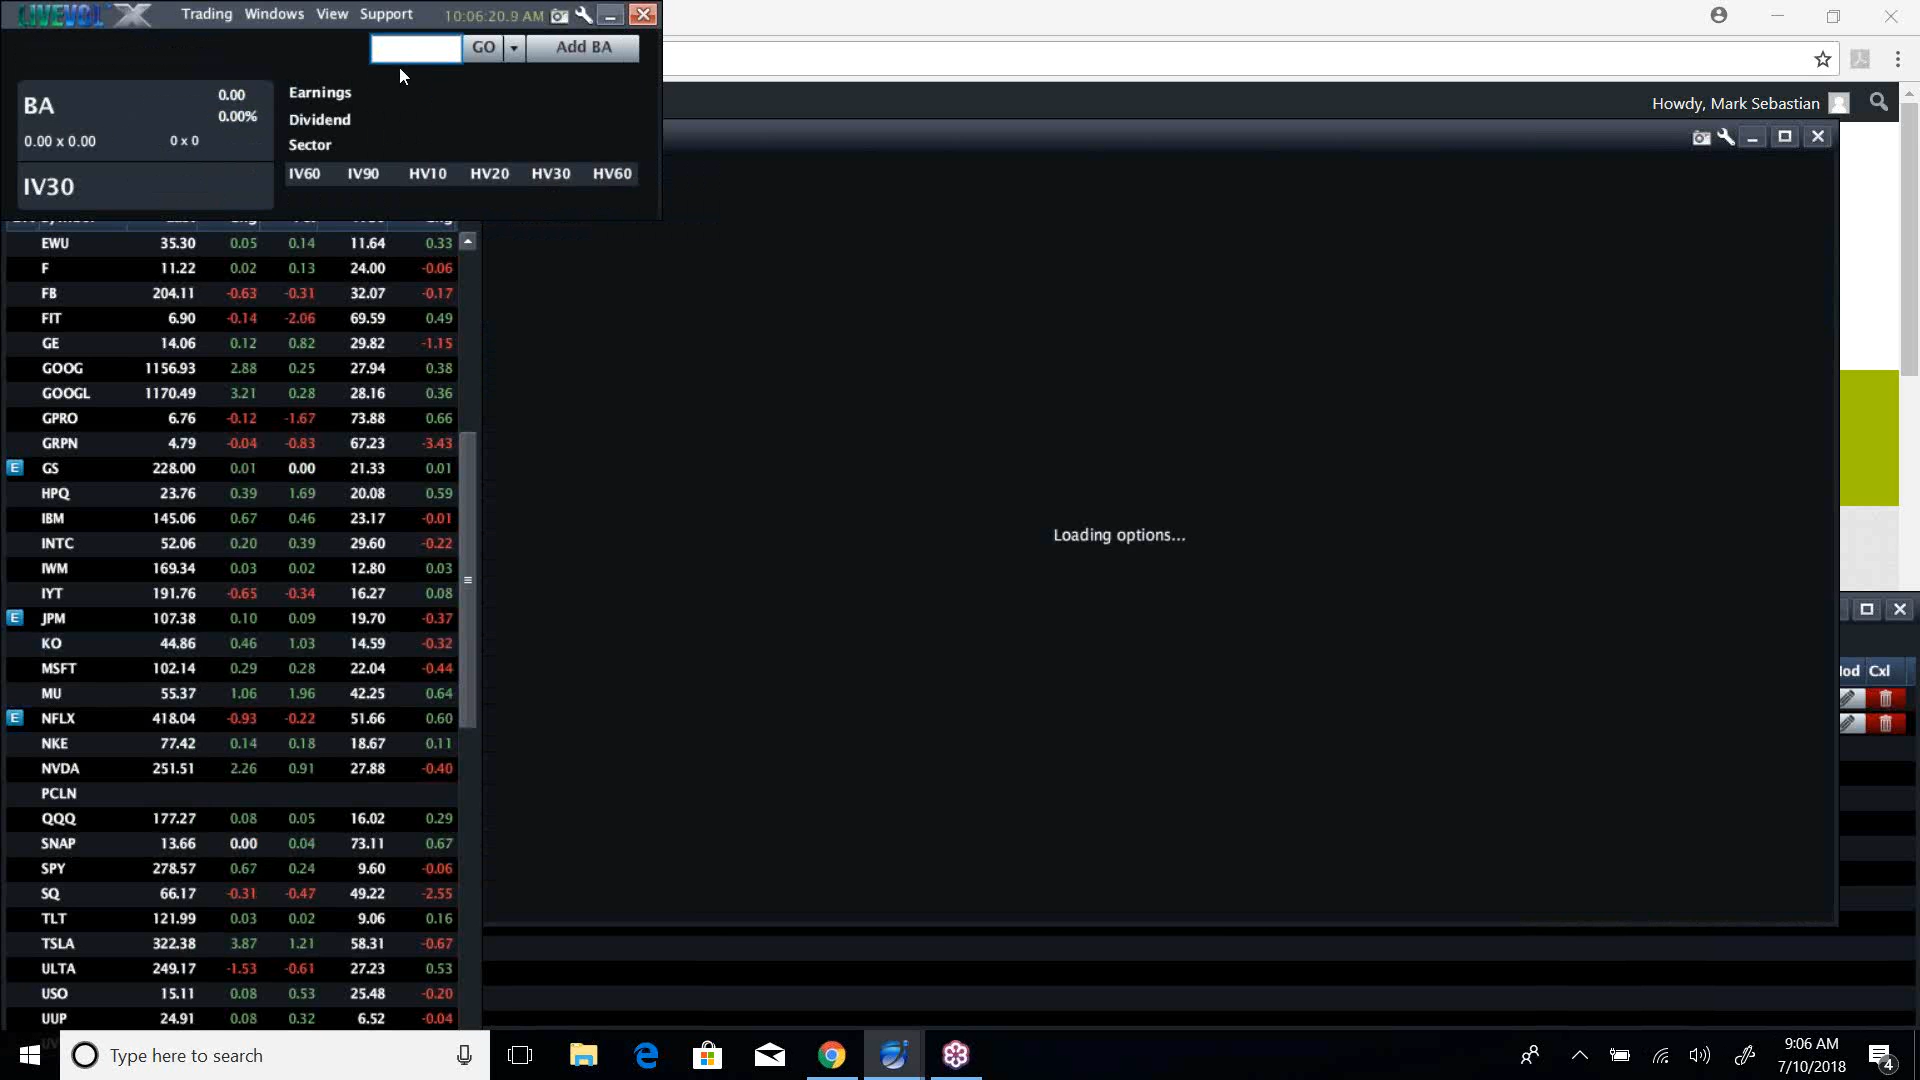 LIVEVOL X Trading Windows View Support 10:06:20.9 AM
GO Add BA
Howdy, Mark Sebastian
BA 0.00
0.00%
0.00 x 0.00 0 x 0
IV30
Earnings
Dividend
Sector
IV60 IV90 HV10 HV20 HV30 HV60
EWU 35.30 0.05 0.14 11.64 0.33
F 11.22 0.02 0.13 24.00 -0.06
FB 204.11 -0.63 -0.31 32.07 -0.17
FIT 6.90 -0.14 -2.06 69.59 0.49
GE 14.06 0.12 0.82 29.82 -1.15
GOOG 1156.93 2.88 0.25 27.94 0.38
GOOGL 1170.49 3.21 0.28 28.16 0.36
GPRO 6.76 -0.12 -1.67 73.88 0.66
GRPN 4.79 -0.04 -0.83 67.23 -3.43
E GS 228.00 0.01 0.00 21.33 0.01
HPQ 23.76 0.39 1.69 20.08 0.59
IBM 145.06 0.67 0.46 23.17 -0.01
INTC 52.06 0.20 0.39 29.60 -0.22
IWM 169.34 0.03 0.02 12.80 0.03
IYT 191.76 -0.65 -0.34 16.27 0.08
E JPM 107.38 0.10 0.09 19.70 -0.37
KO 44.86 0.46 1.03 14.59 -0.32
MSFT 102.14 0.29 0.28 22.04 -0.44
MU 55.37 1.06 1.96 42.25 0.64
E NFLX 418.04 -0.93 -0.22 51.66 0.60
NKE 77.42 0.14 0.18 18.67 0.11
NVDA 251.51 2.26 0.91 27.88 -0.40
PCLN
QQQ 177.27 0.08 0.05 16.02 0.29
SNAP 13.66 0.00 0.04 73.11 0.67
SPY 278.57 0.67 0.24 9.60 -0.06
SQ 66.17 -0.31 -0.47 49.22 -2.55
TLT 121.99 0.03 0.02 9.06 0.16
TSLA 322.38 3.87 1.21 58.31 -0.67
ULTA 249.17 -1.53 -0.61 27.23 0.53
USO 15.11 0.08 0.53 25.48 -0.20
UUP 24.91 0.08 0.32 6.52 -0.04
Loading options...
Cxl
Type here to search
9:06 AM
7/10/2018
4